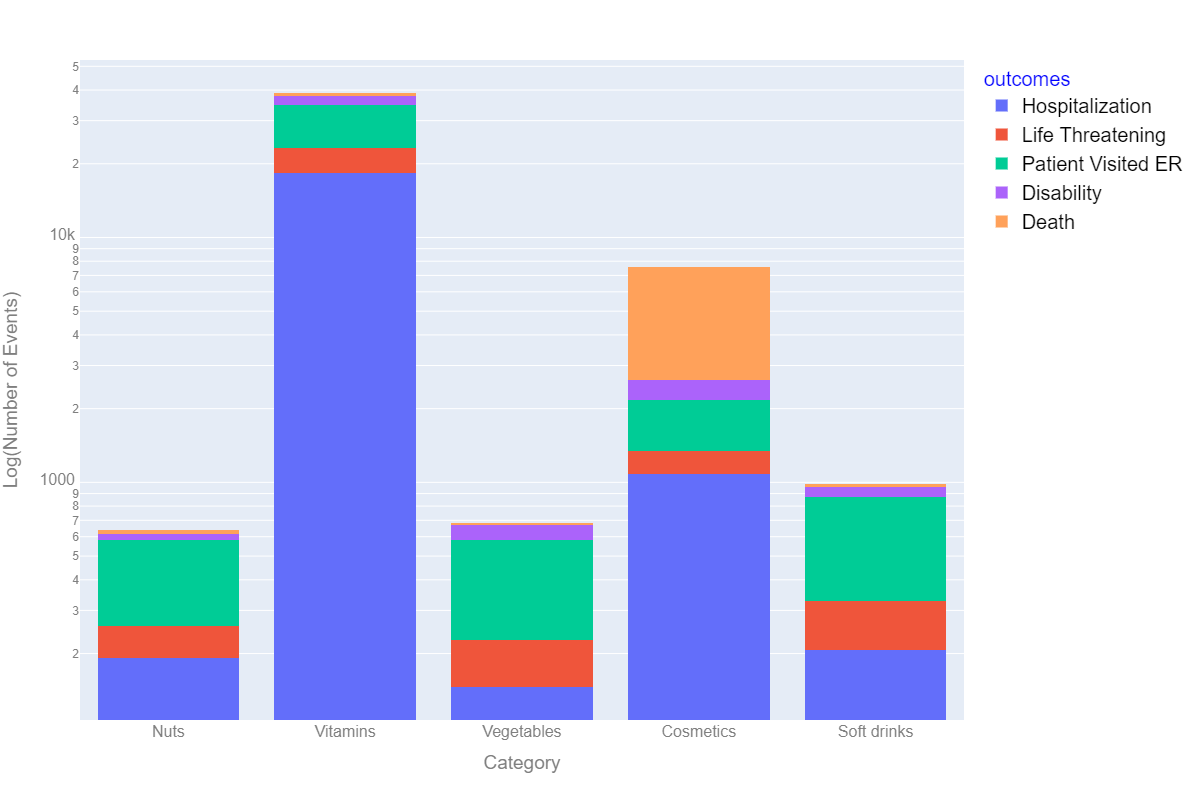 outcomes
Hospitalization
Life Threatening
Patient Visited ER
Disability
Death
Log(Number of Events)
5
4
3
2
10k
9
8
7
6
5
4
3
2
1000
9
8
7
6
5
4
3
2
Nuts Vitamins Vegetables Cosmetics Soft drinks
Category